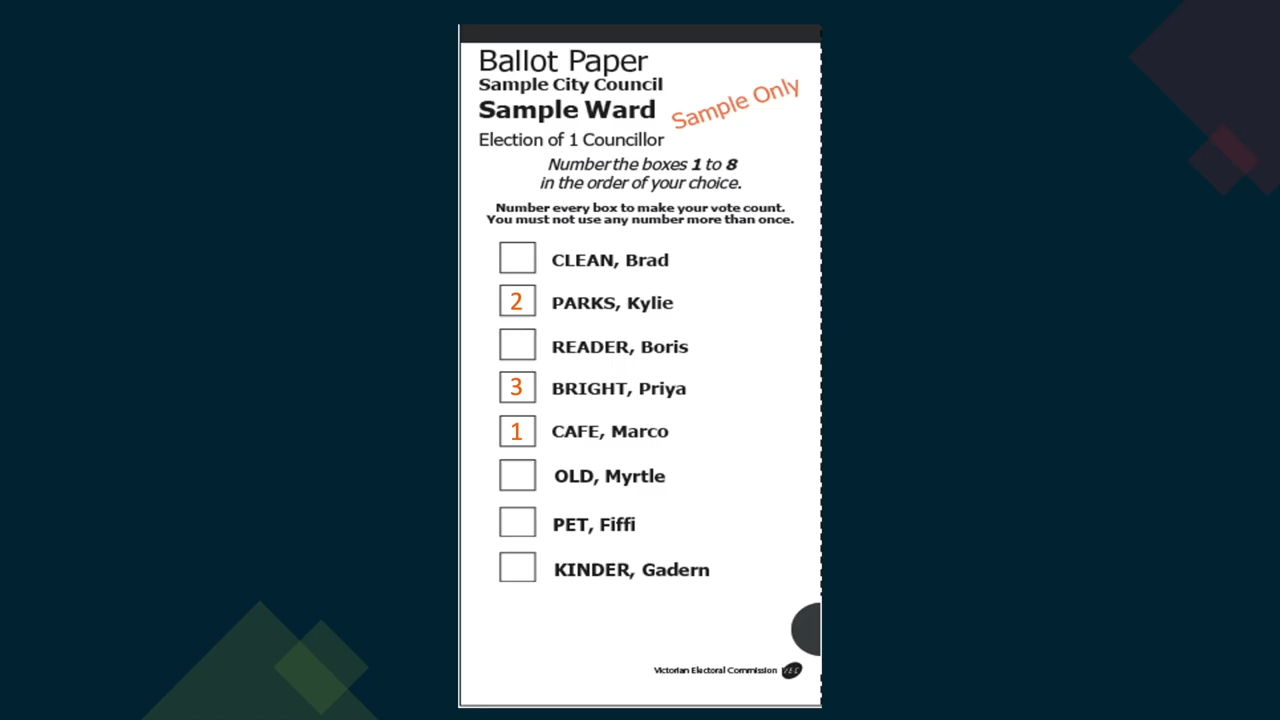 Ballot Paper
Sample City Council
Sample Ward
Sample Only
Election of 1 Councillor
Number the boxes 1 to 8
in the order of your choice.
Number every box to make your vote count.
You must not use any number more than once.
CLEAN, Brad
2 PARKS, Kylie
READER, Boris
3 BRIGHT, Priya
1 CAFE, Marco
OLD, Myrtle
PET, Fiffi
KINDER, Gadern
Victorian Electoral Commission VEC